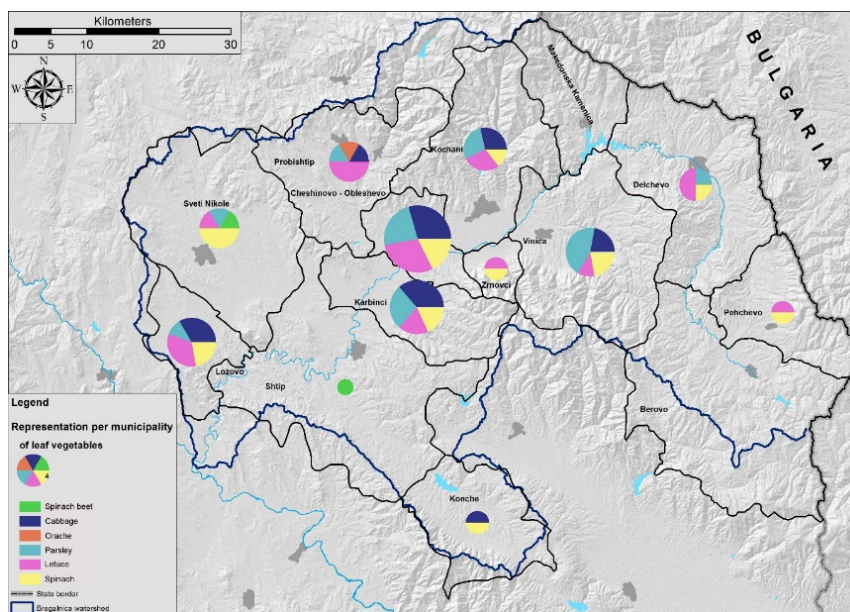 Kilometers
0 5 10 20 30
N
W E
S
BULGARIA
Makedonska Kamenica
Kochani
Probishtip
Cheshinovo - Obleshevo
Delchevo
Sveti Nikole
Vinica
Zrnovci
Karbinci
Pehchevo
Lozovo
Shtip
Berovo
Konche
Legend
Representation per municipality
of leaf vegetables
4
Spinach beet
Cabbage
Orache
Parsley
Letuce
Spinach
State border
Bregalnica watershed